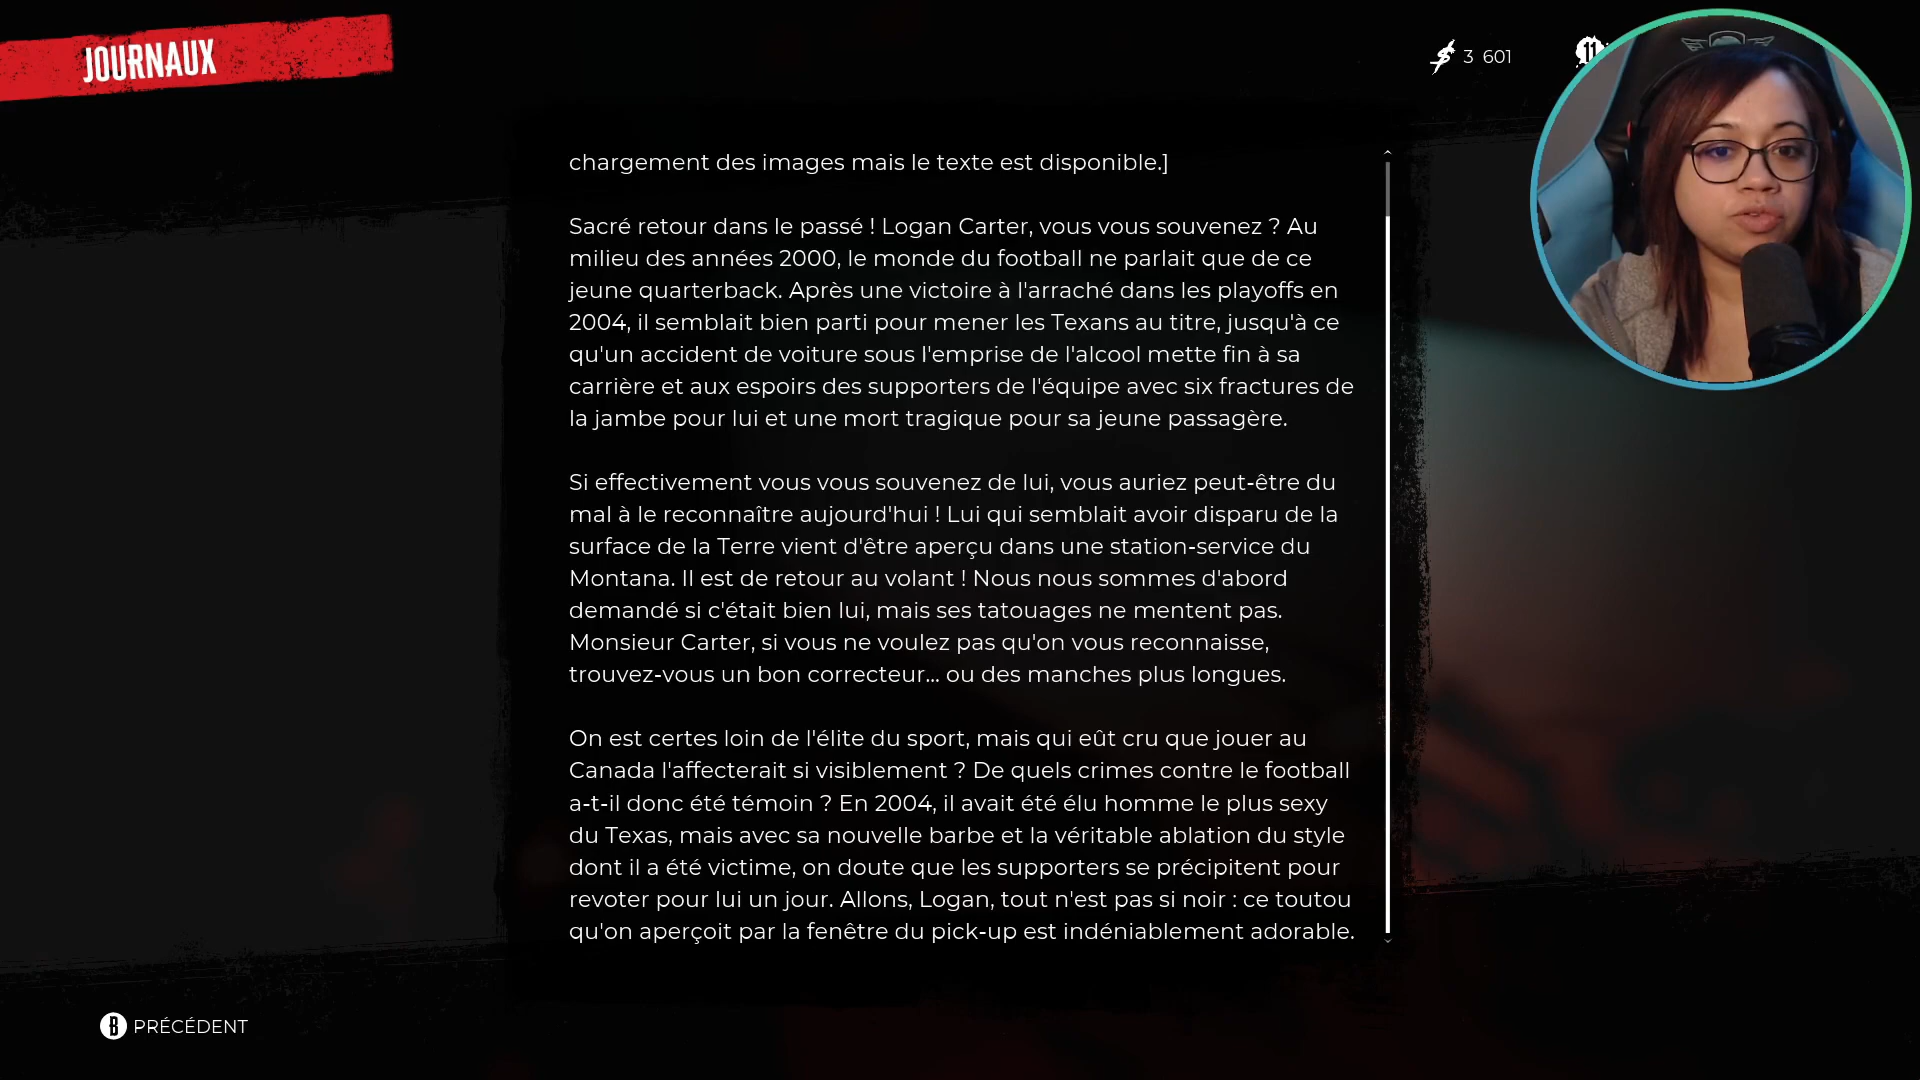 JOURNAUX
3 601
11
chargement des images mais le texte est disponible.]
Sacré retour dans le passé ! Logan Carter, vous vous souvenez ? Au
milieu des années 2000, le monde du football ne parlait que de ce
jeune quarterback. Après une victoire à l'arraché dans les playoffs en
2004, il semblait bien parti pour mener les Texans au titre, jusqu'à ce
qu'un accident de voiture sous l'emprise de l'alcool mette fin à sa
carrière et aux espoirs des supporters de l'équipe avec six fractures de
la jambe pour lui et une mort tragique pour sa jeune passagère.
Si effectivement vous vous souvenez de lui, vous auriez peut-être du
mal à le reconnaître aujourd'hui ! Lui qui semblait avoir disparu de la
surface de la Terre vient d'être aperçu dans une station-service du
Montana. Il est de retour au volant ! Nous nous sommes d'abord
demandé si c'était bien lui, mais ses tatouages ne mentent pas.
Monsieur Carter, si vous ne voulez pas qu'on vous reconnaisse,
trouvez-vous un bon correcteur... ou des manches plus longues.
On est certes loin de l'élite du sport, mais qui eût cru que jouer au
Canada l'affecterait si visiblement ? De quels crimes contre le football
a-t-il donc été témoin ? En 2004, il avait été élu homme le plus sexy
du Texas, mais avec sa nouvelle barbe et la véritable ablation du style
dont il a été victime, on doute que les supporters se précipitent pour
revoter pour lui un jour. Allons, Logan, tout n'est pas si noir : ce toutou
qu'on aperçoit par la fenêtre du pick-up est indéniablement adorable.
B PRÉCÉDENT